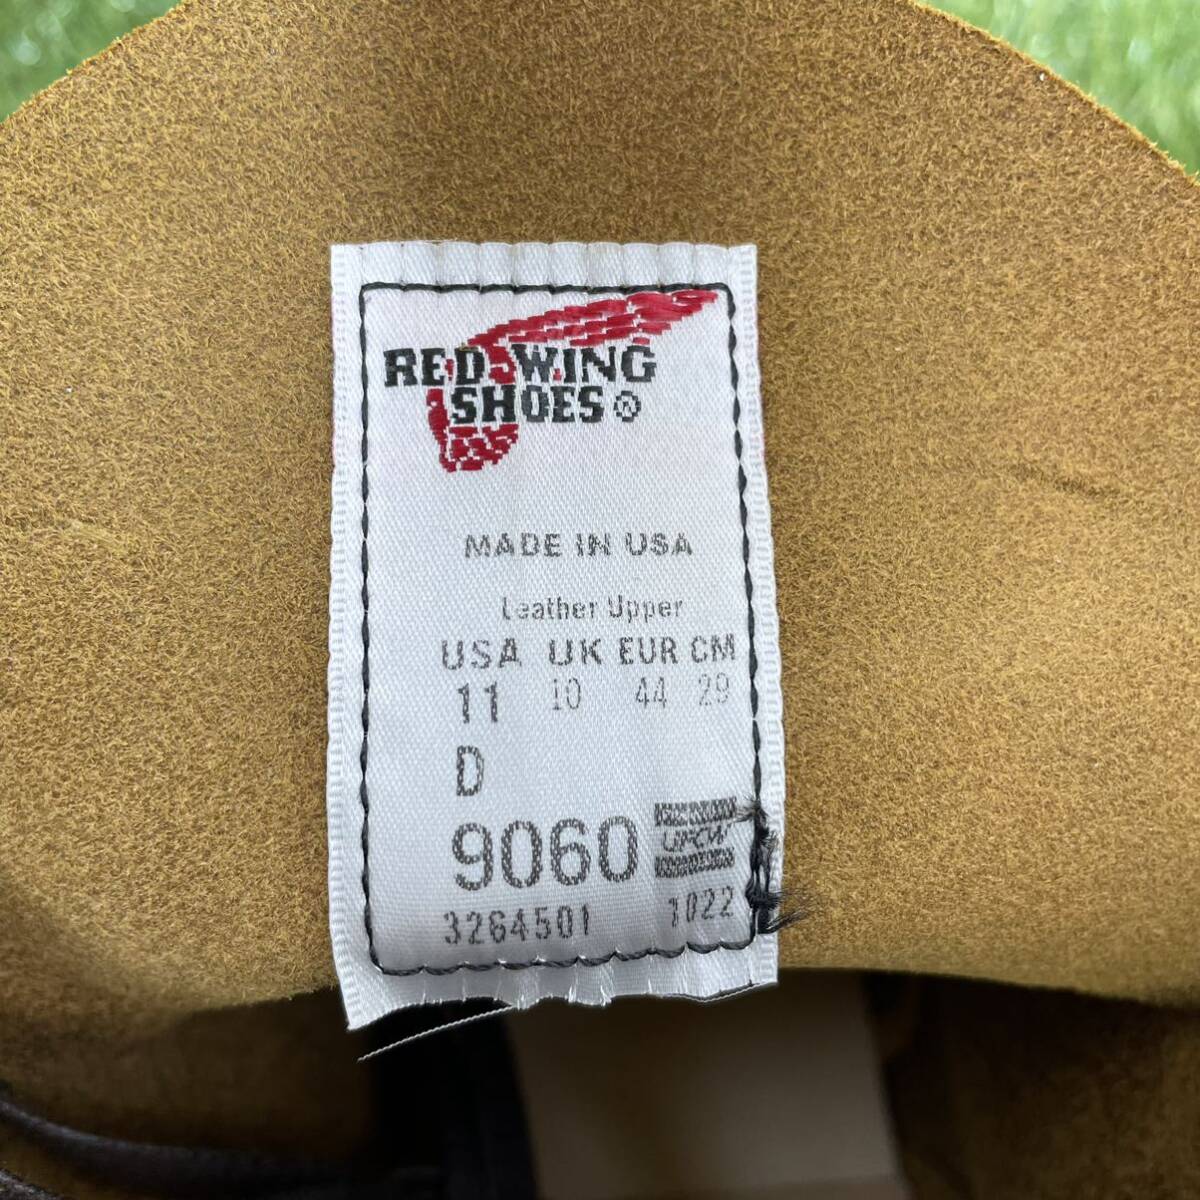 RED WING
SHOES®
MADE IN USA
Leather Upper
USA UK EUR CM
11 10 44 29
D
9060
UFCW
3264501 1022